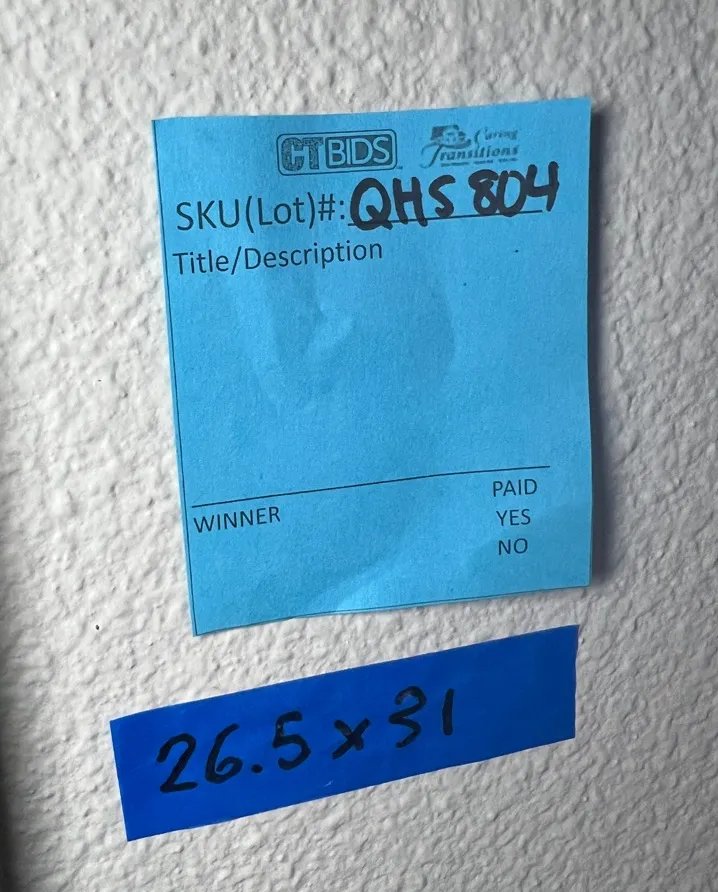 CTBIDS
Caring
Transitions
SKU(Lot)#: QHS 804
Title/Description
PAID
WINNER
YES
NO
26.5 x 31